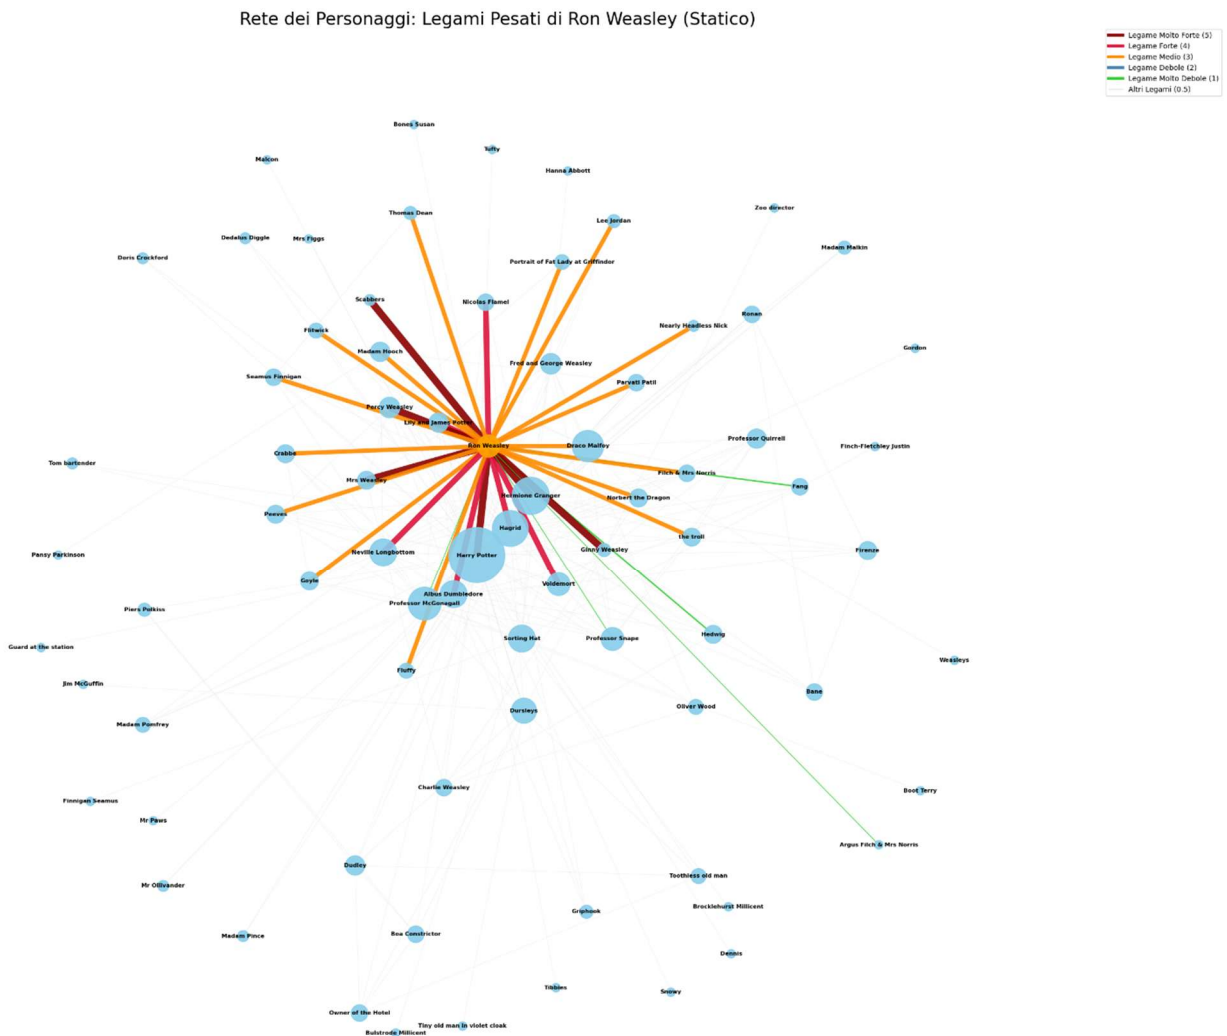 Rete dei Personaggi: Legami Pesati di Ron Weasley (Statico)
Legame Molto Forte (5)
Legame Forte (4)
Legame Medio (3)
Legame Debole (2)
Legame Molto Debole (1)
Altri Legami (0.5)
Bones Susan
Tufty
Malcon
Hanna Abbott
Zoo director
Thomas Dean
Lee Jordan
Dedalus Diggle
Mrs Figgs
Madam Malkin
Doris Crockford
Portrait of Fat Lady at Griffindor
Scabbers
Nicolas Flamel
Ronan
Nearly Headless Nick
Flitwick
Gordon
Madam Hooch
Fred and George Weasley
Seamus Finnigan
Parvati Patil
Percy Weasley
Lily and James Potter
Professor Quirrell
Ron Weasley
Draco Malfoy
Finch-Fletchley Justin
Crabbe
Tom bartender
Filch & Mrs Norris
Mrs Weasley
Fang
Hermione Granger
Norbert the Dragon
Peeves
Hagrid
the troll
Neville Longbottom
Ginny Weasley
Firenze
Harry Potter
Pansy Parkinson
Goyle
Voldemort
Albus Dumbledore
Professor McGonagall
Piers Polkiss
Hedwig
Sorting Hat
Professor Snape
Guard at the station
Weasleys
Fluffy
Jim McGuffin
Bane
Oliver Wood
Dursleys
Madam Pomfrey
Charlie Weasley
Boot Terry
Finnigan Seamus
Mr Paws
Argus Filch & Mrs Norris
Dudley
Toothless old man
Mr Ollivander
Brocklehurst Millicent
Griphook
Boa Constrictor
Madam Pince
Dennis
Tibbles
Snowy
Owner of the Hotel
Tiny old man in violet cloak
Bulstrode Millicent